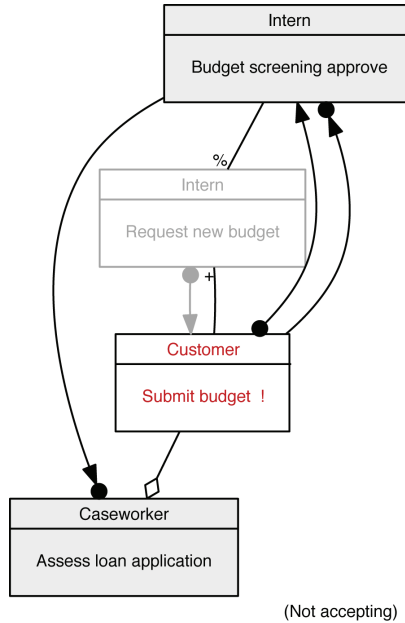 Intern
Budget screening approve
%
Intern
Request new budget
+
Customer
Submit budget  !
Caseworker
Assess loan application
(Not accepting)